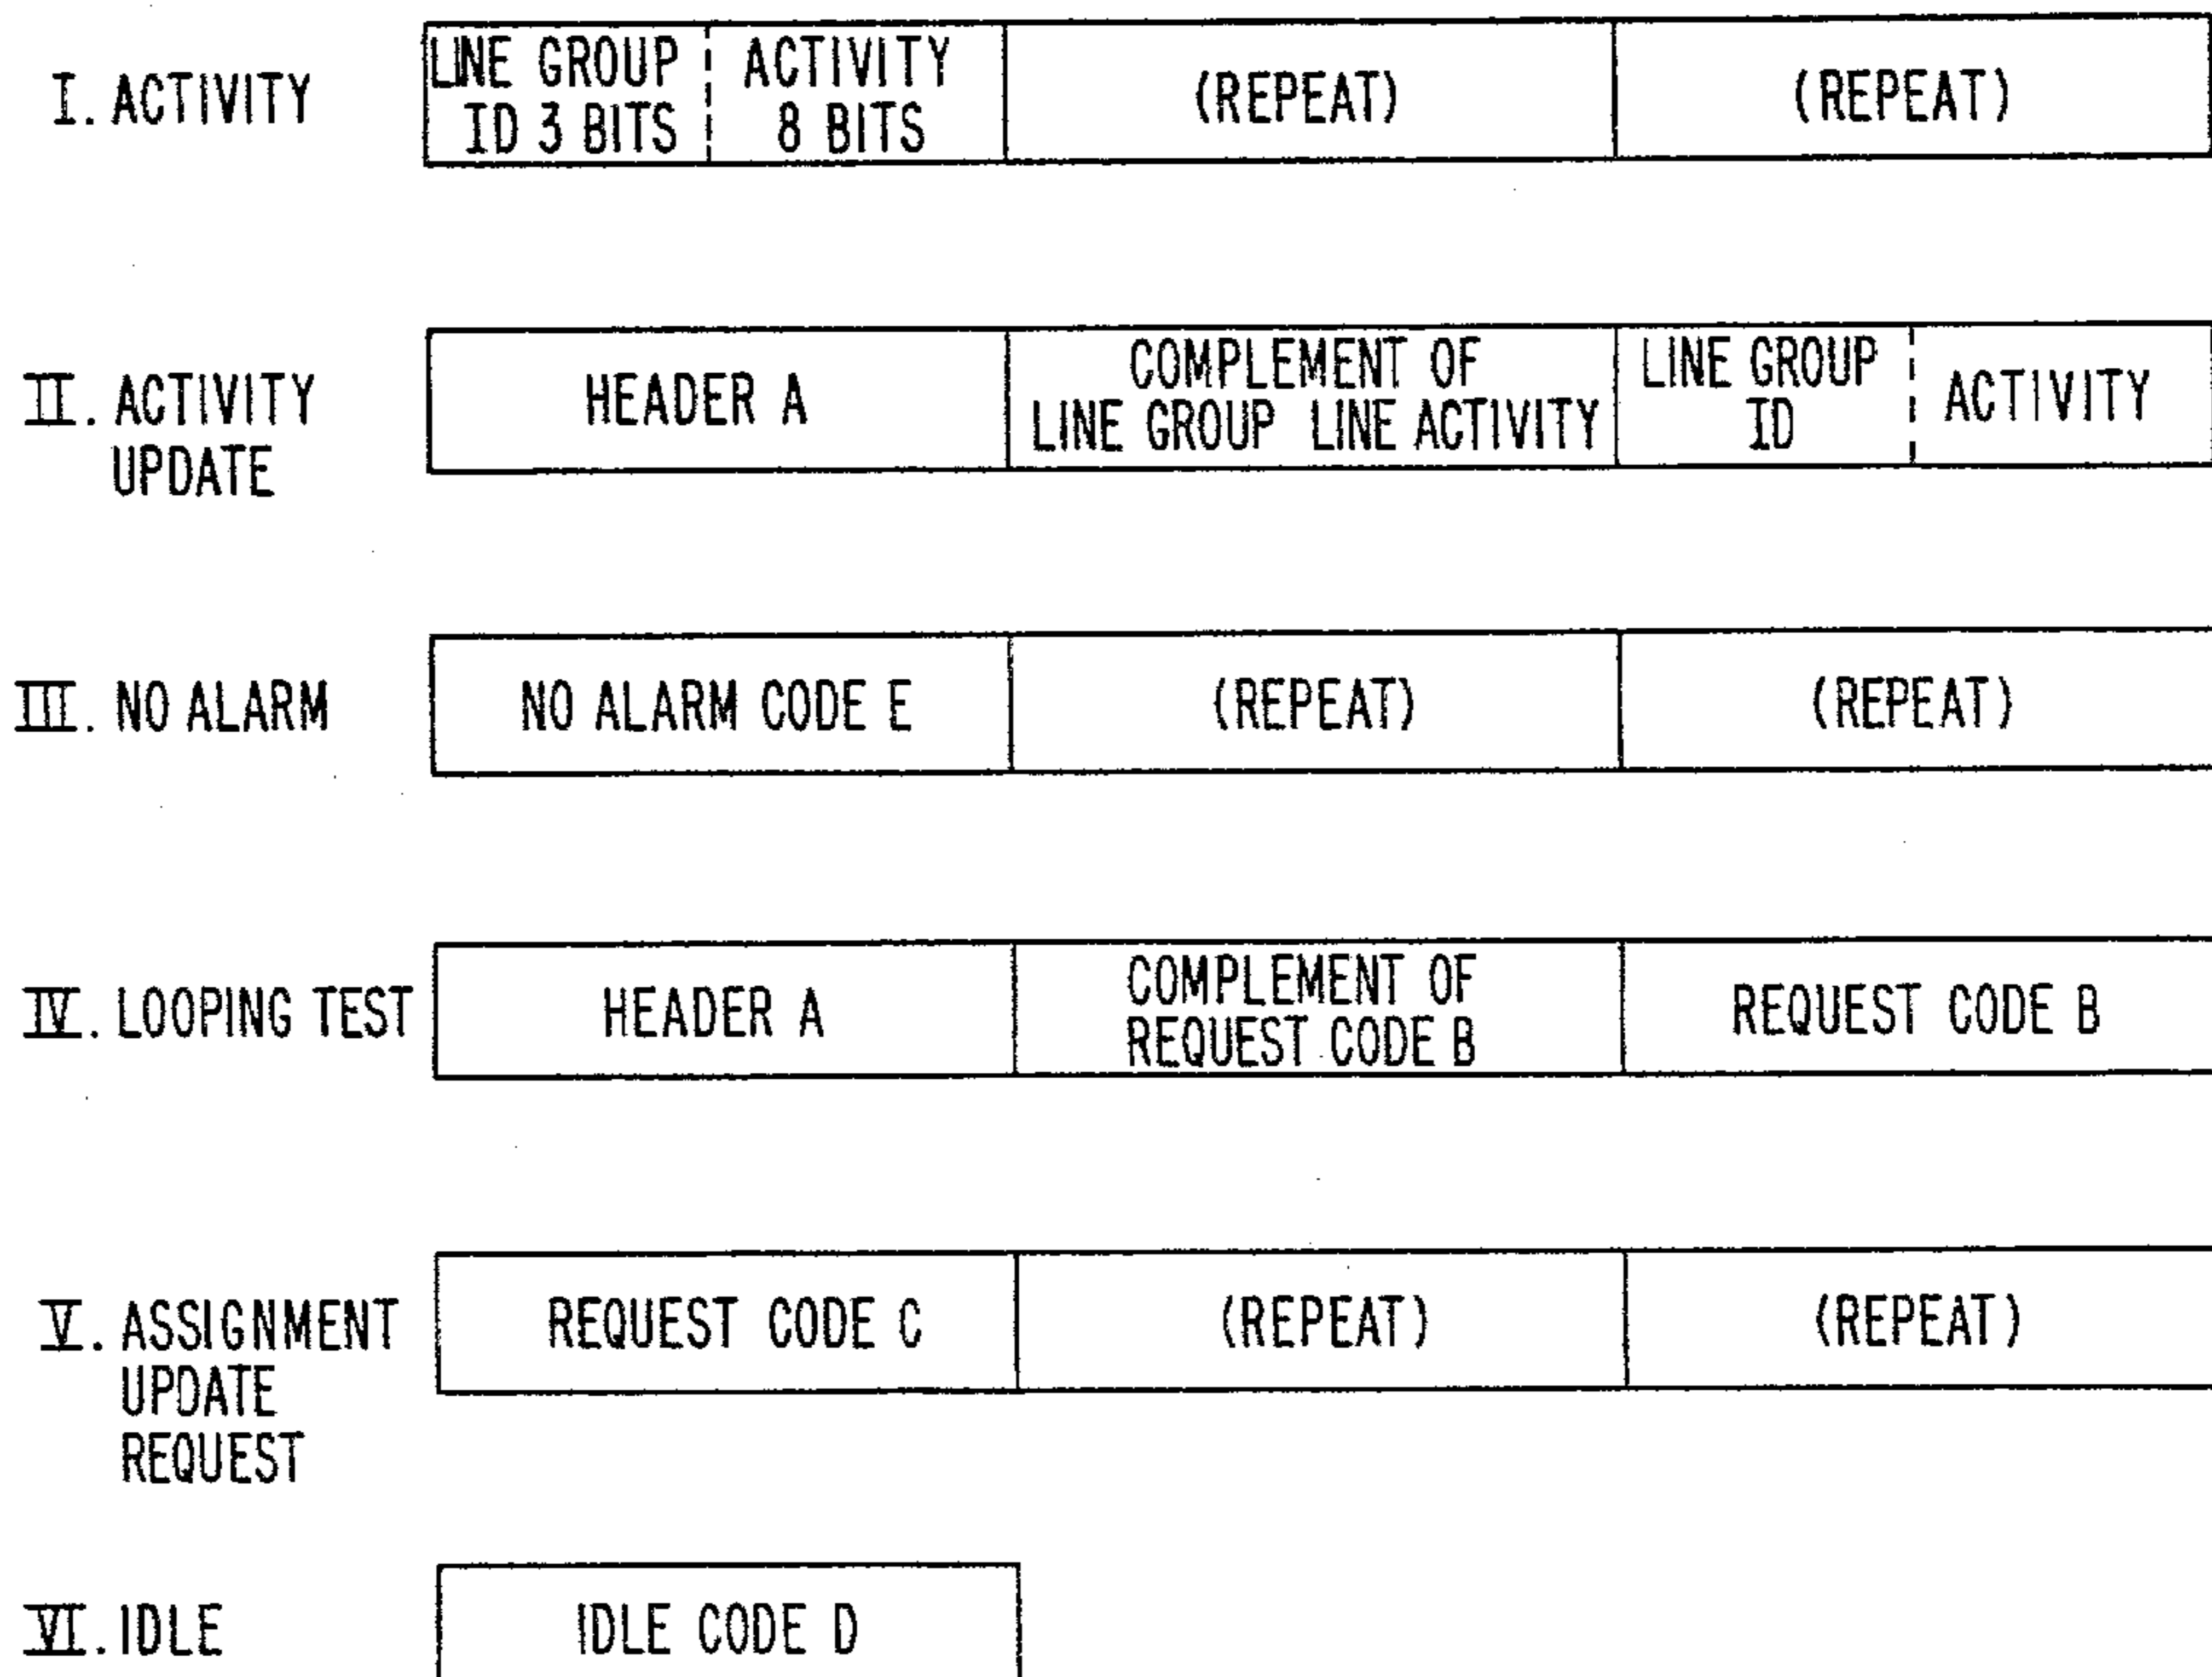 I. ACTIVITY
LINE GROUP ID 3 BITS
ACTIVITY 8 BITS
(REPEAT)
(REPEAT)
II. ACTIVITY UPDATE
HEADER A
COMPLEMENT OF
LINE GROUP LINE ACTIVITY
LINE GROUP ID
ACTIVITY
III. NO ALARM
NO ALARM CODE E
(REPEAT)
(REPEAT)
IV. LOOPING TEST
HEADER A
COMPLEMENT OF
REQUEST CODE B
REQUEST CODE B
V. ASSIGNMENT
UPDATE
REQUEST
REQUEST CODE C
(REPEAT)
(REPEAT)
VI. IDLE
IDLE CODE D